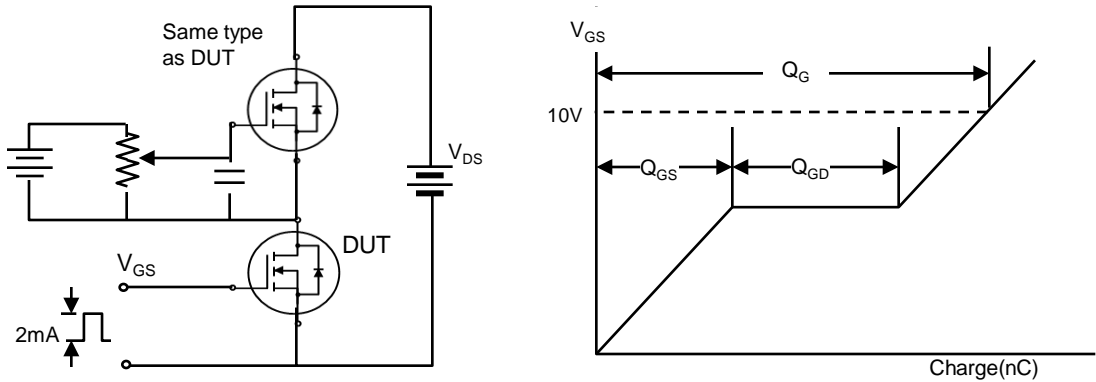 Same type
as DUT
V_DS
DUT
V_GS
2mA
V_GS
Q_G
10V
Q_GS
Q_GD
Charge(nC)